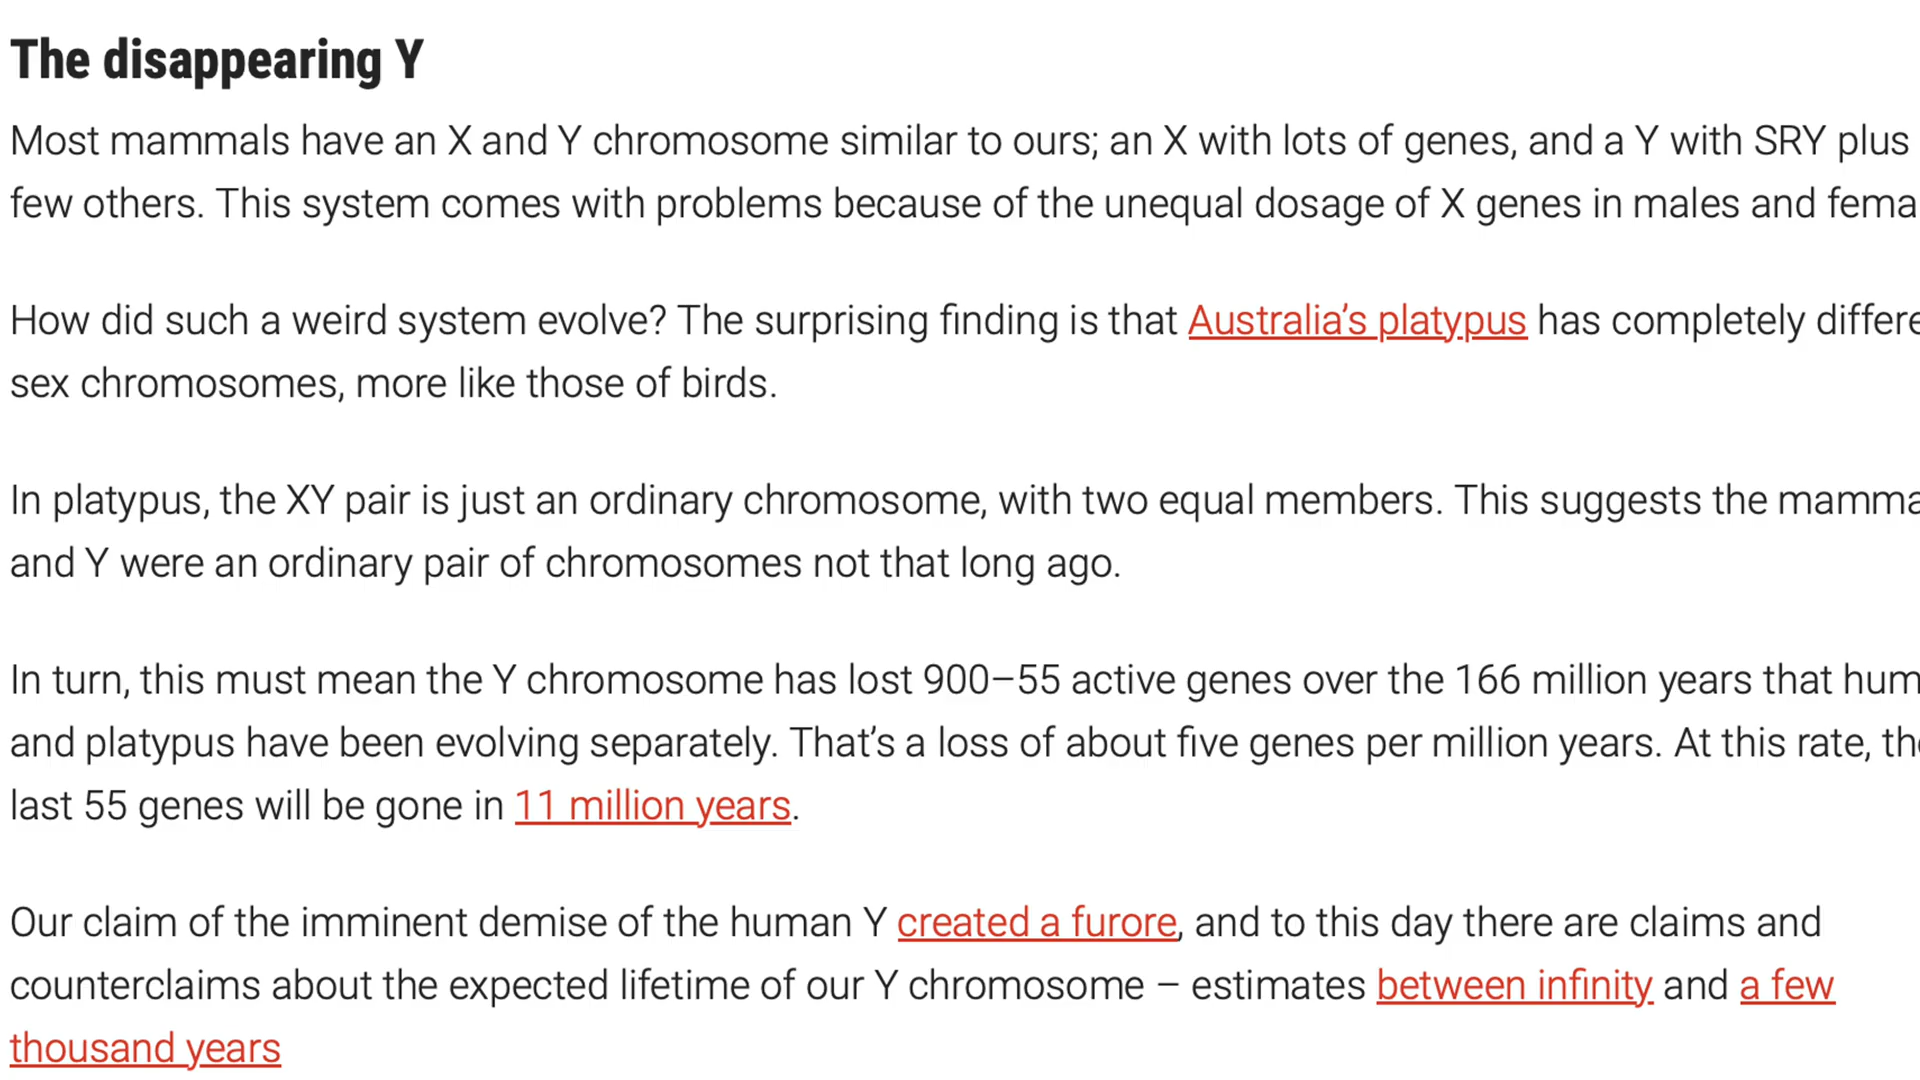 The disappearing Y
Most mammals have an X and Y chromosome similar to ours; an X with lots of genes, and a Y with SRY plus
few others. This system comes with problems because of the unequal dosage of X genes in males and fema
How did such a weird system evolve? The surprising finding is that Australia's platypus has completely differe
sex chromosomes, more like those of birds.
In platypus, the XY pair is just an ordinary chromosome, with two equal members. This suggests the mamma
and Y were an ordinary pair of chromosomes not that long ago.
In turn, this must mean the Y chromosome has lost 900–55 active genes over the 166 million years that hum
and platypus have been evolving separately. That's a loss of about five genes per million years. At this rate, the
last 55 genes will be gone in 11 million years.
Our claim of the imminent demise of the human Y created a furore, and to this day there are claims and
counterclaims about the expected lifetime of our Y chromosome – estimates between infinity and a few
thousand years